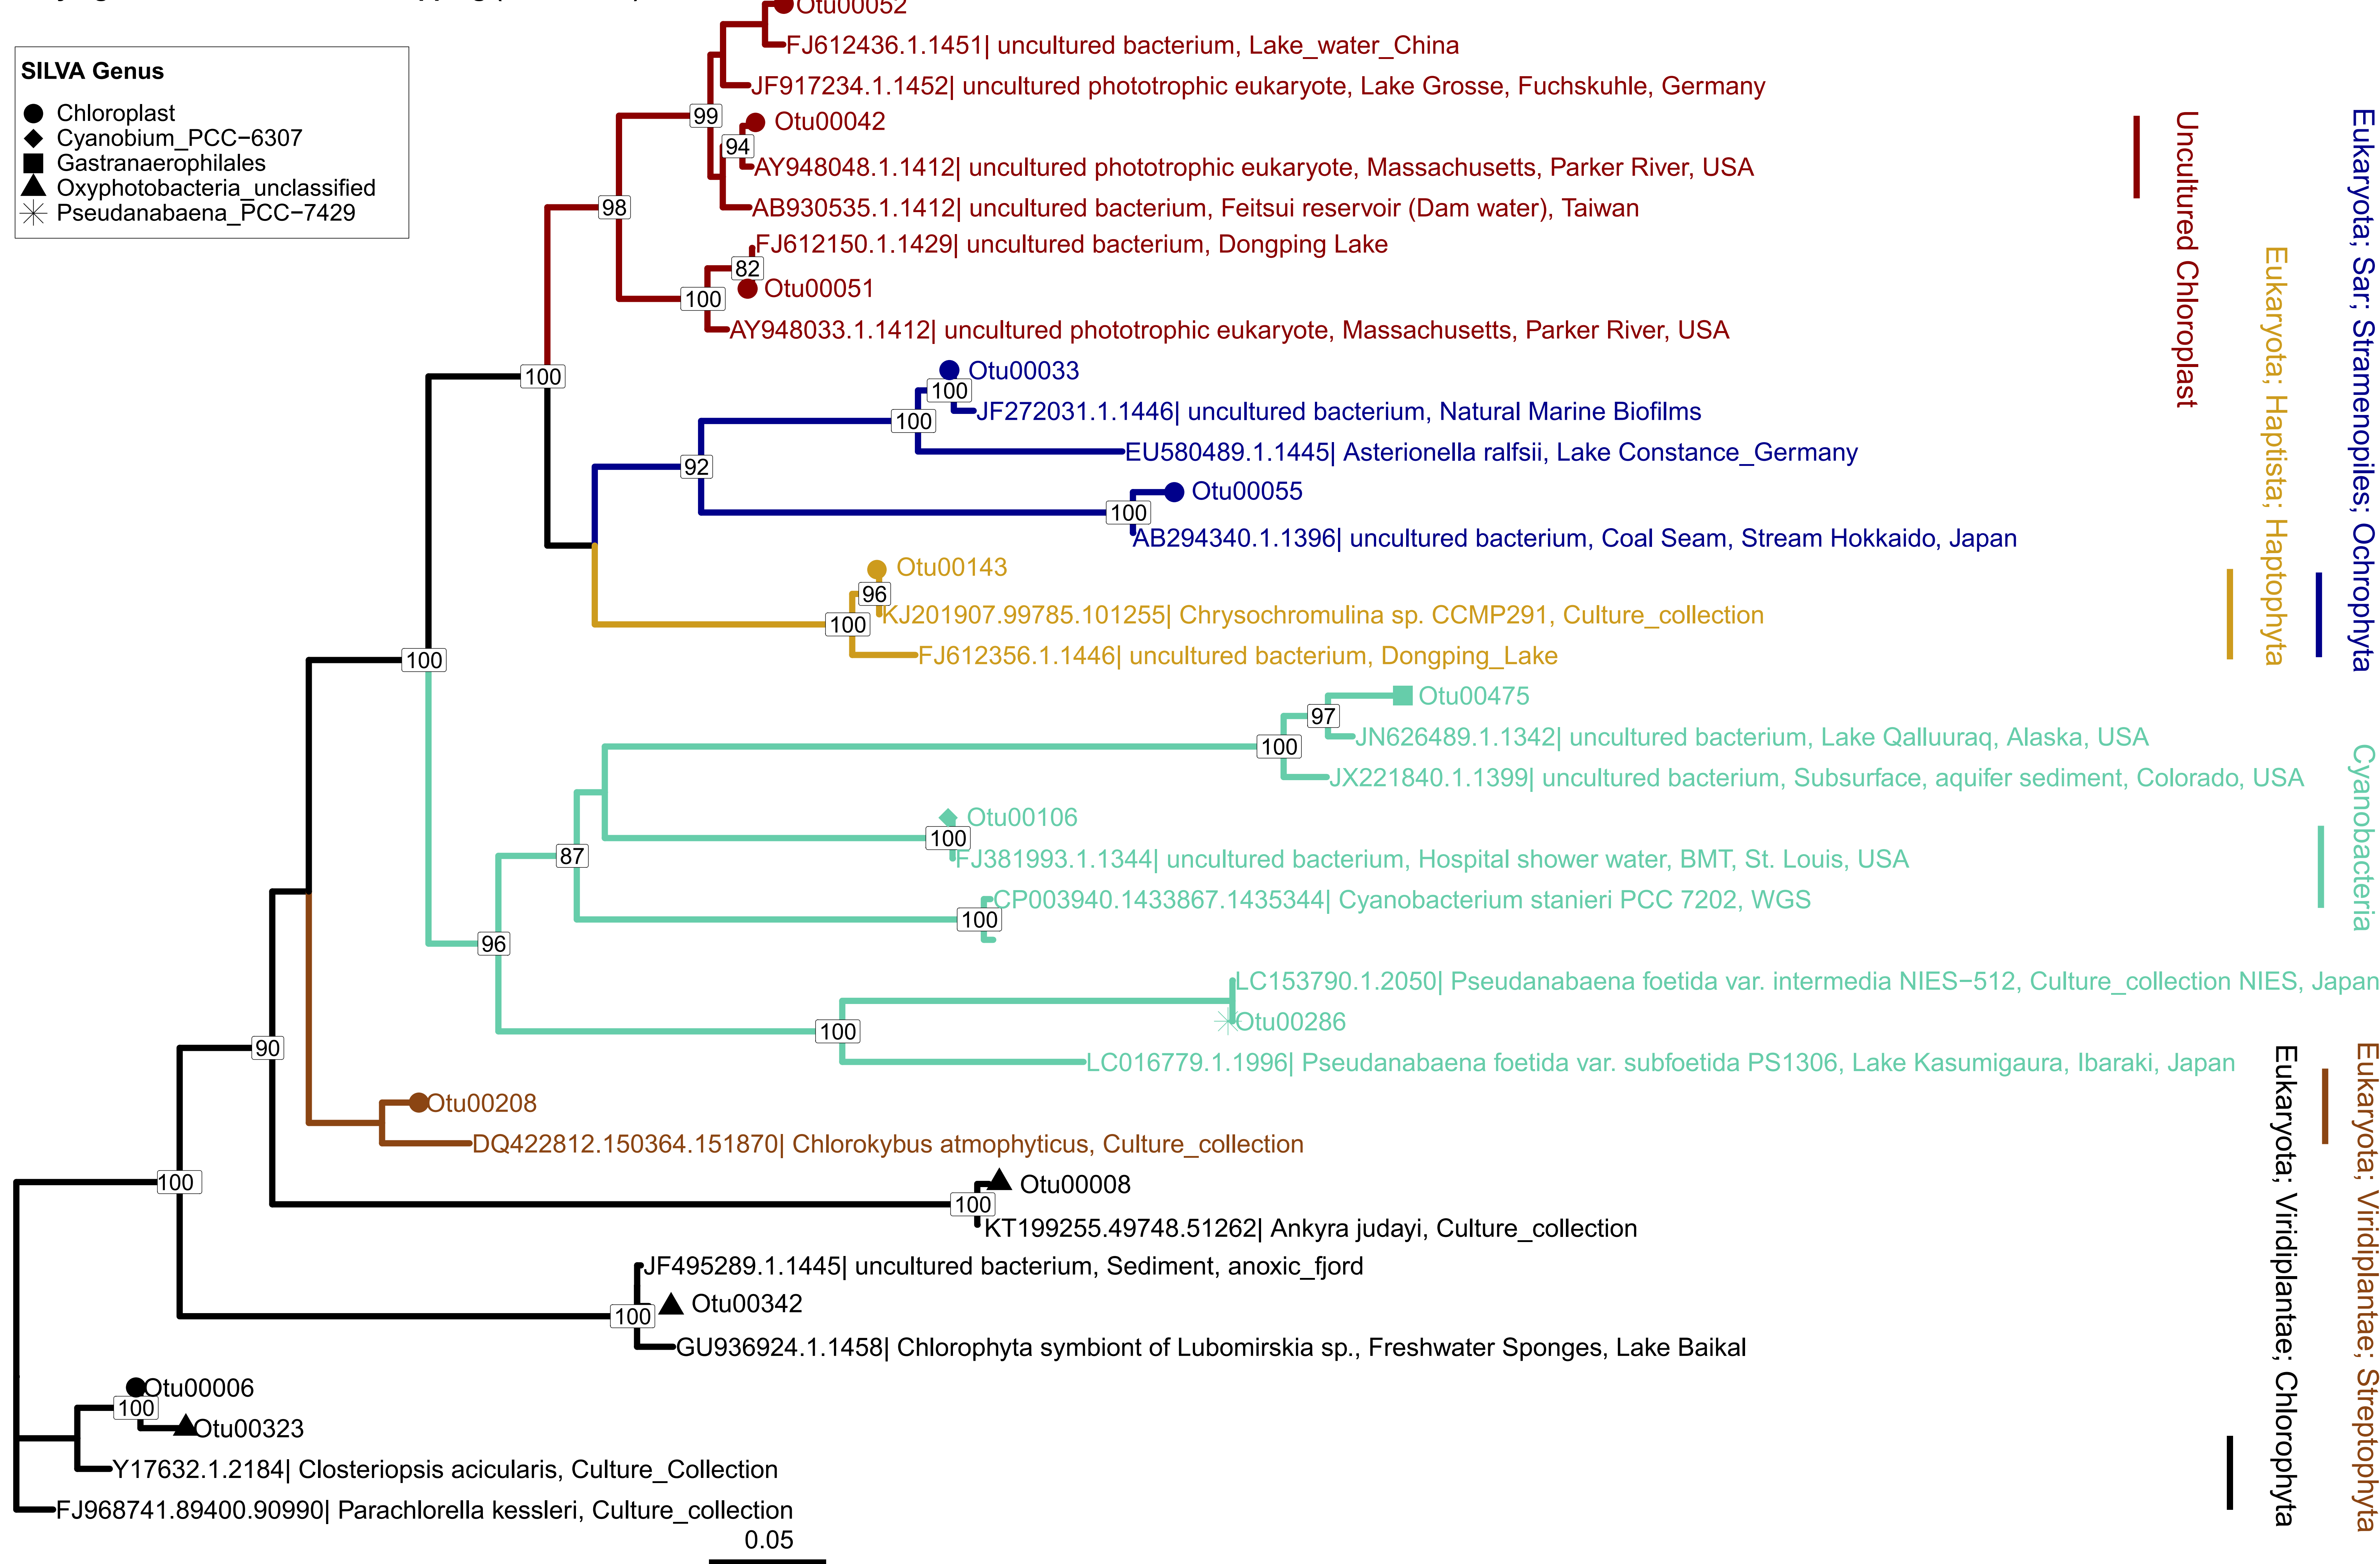 SILVA Genus
Chloroplast
Cyanobium_PCC−6307
Gastranaerophilales
Oxyphotobacteria_unclassified
Pseudanabaena_PCC−7429
Otu00052
FJ612436.1.1451| uncultured bacterium, Lake_water_China
JF917234.1.1452| uncultured phototrophic eukaryote, Lake Grosse, Fuchskuhle, Germany
99
Otu00042
94
AY948048.1.1412| uncultured phototrophic eukaryote, Massachusetts, Parker River, USA
98
AB930535.1.1412| uncultured bacterium, Feitsui reservoir (Dam water), Taiwan
FJ612150.1.1429| uncultured bacterium, Dongping Lake
82
Otu00051
100
AY948033.1.1412| uncultured phototrophic eukaryote, Massachusetts, Parker River, USA
Otu00033
100
100
JF272031.1.1446| uncultured bacterium, Natural Marine Biofilms
100
EU580489.1.1445| Asterionella ralfsii, Lake Constance_Germany
92
Otu00055
100
AB294340.1.1396| uncultured bacterium, Coal Seam, Stream Hokkaido, Japan
Otu00143
96
KJ201907.99785.101255| Chrysochromulina sp. CCMP291, Culture_collection
100
FJ612356.1.1446| uncultured bacterium, Dongping_Lake
100
Otu00475
97
JN626489.1.1342| uncultured bacterium, Lake Qalluuraq, Alaska, USA
100
JX221840.1.1399| uncultured bacterium, Subsurface, aquifer sediment, Colorado, USA
Otu00106
100
87
FJ381993.1.1344| uncultured bacterium, Hospital shower water, BMT, St. Louis, USA
CP003940.1433867.1435344| Cyanobacterium stanieri PCC 7202, WGS
100
96
LC153790.1.2050| Pseudanabaena foetida var. intermedia NIES−512, Culture_collection NIES, Japan
Otu00286
100
LC016779.1.1996| Pseudanabaena foetida var. subfoetida PS1306, Lake Kasumigaura, Ibaraki, Japan
90
Otu00208
DQ422812.150364.151870| Chlorokybus atmophyticus, Culture_collection
100
Otu00008
100
KT199255.49748.51262| Ankyra judayi, Culture_collection
JF495289.1.1445| uncultured bacterium, Sediment, anoxic_fjord
Otu00342
100
GU936924.1.1458| Chlorophyta symbiont of Lubomirskia sp., Freshwater Sponges, Lake Baikal
Otu00006
100
Otu00323
Y17632.1.2184| Closteriopsis acicularis, Culture_Collection
FJ968741.89400.90990| Parachlorella kessleri, Culture_collection
0.05
Uncultured Chloroplast
Eukaryota; Haptista; Haptophyta
Eukaryota; Sar; Stramenopiles; Ochrophyta
Cyanobacteria
Eukaryota; Viridiplantae; Chlorophyta
Eukaryota; Viridiplantae; Streptophyta